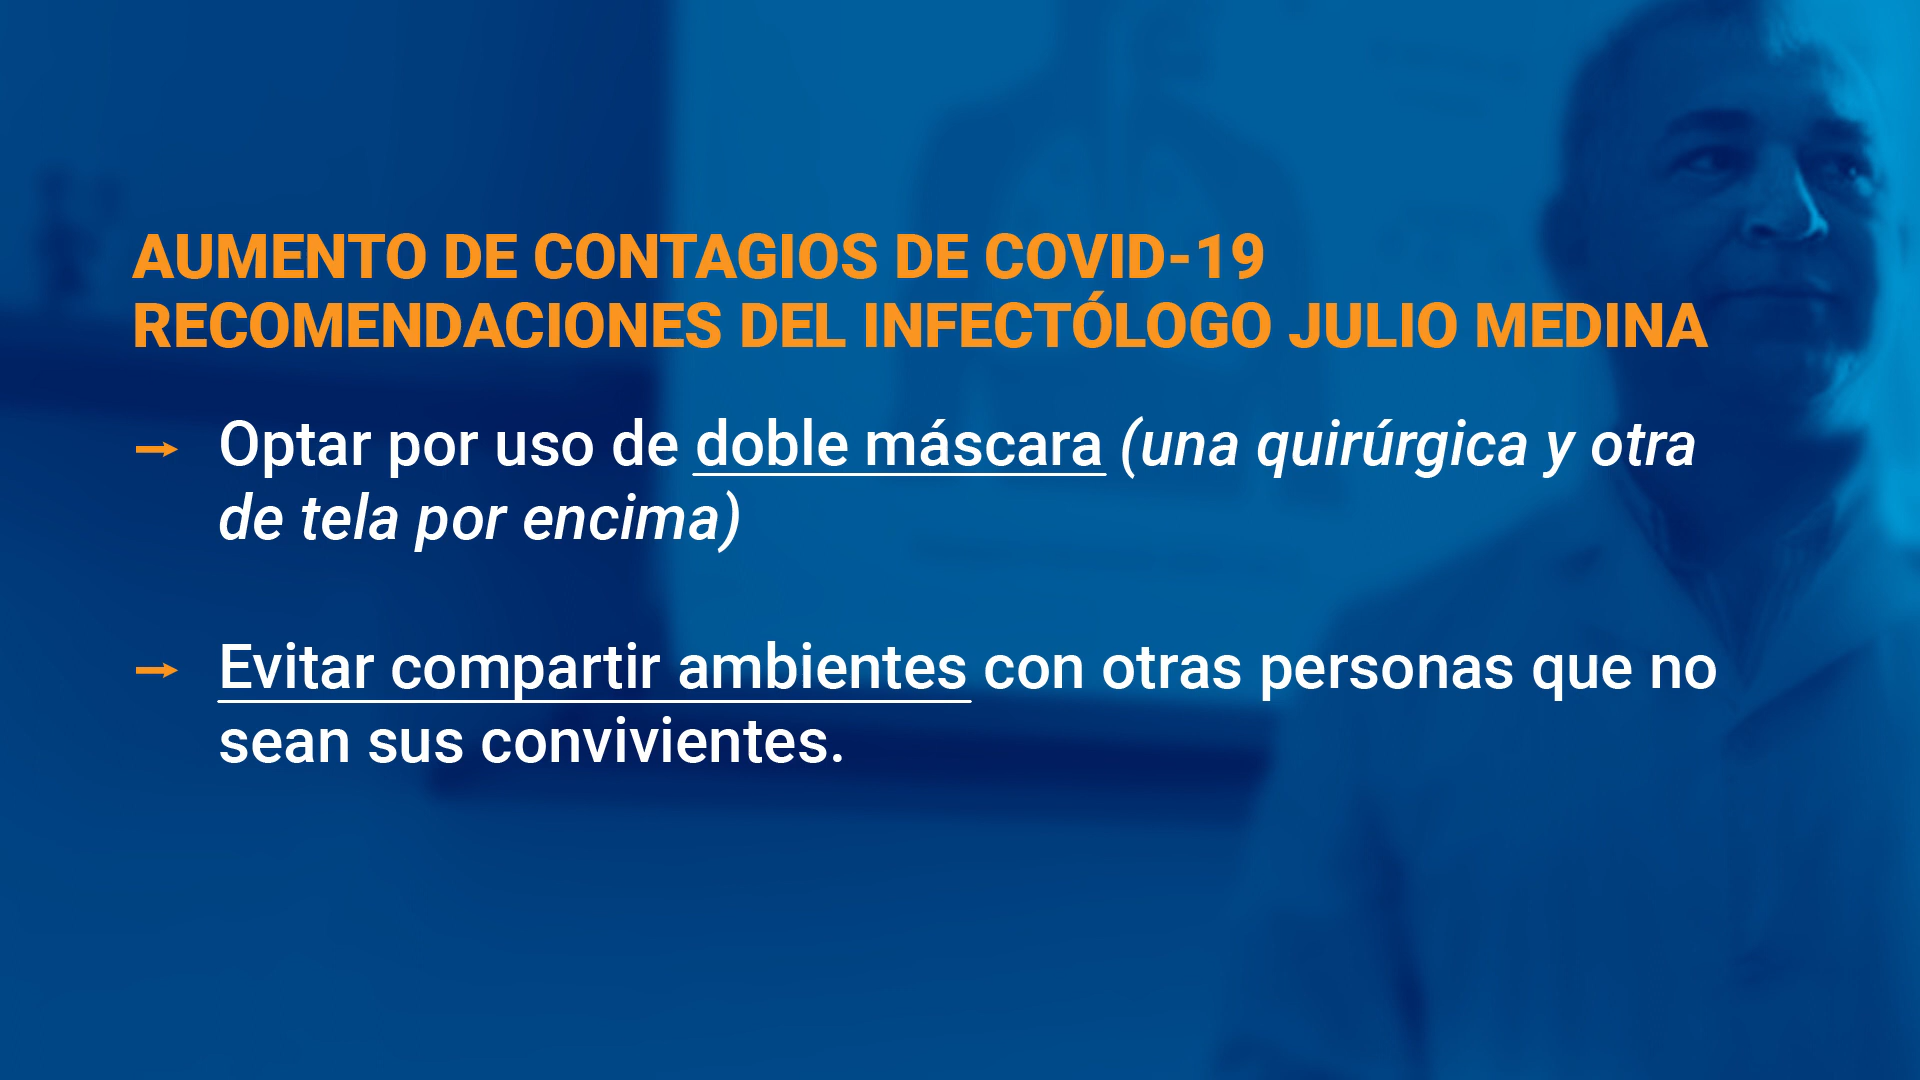 AUMENTO DE CONTAGIOS DE COVID-19
RECOMENDACIONES DEL INFECTÓLOGO JULIO MEDINA
→ Optar por uso de doble máscara (una quirúrgica y otra
de tela por encima)
→ Evitar compartir ambientes con otras personas que no
sean sus convivientes.